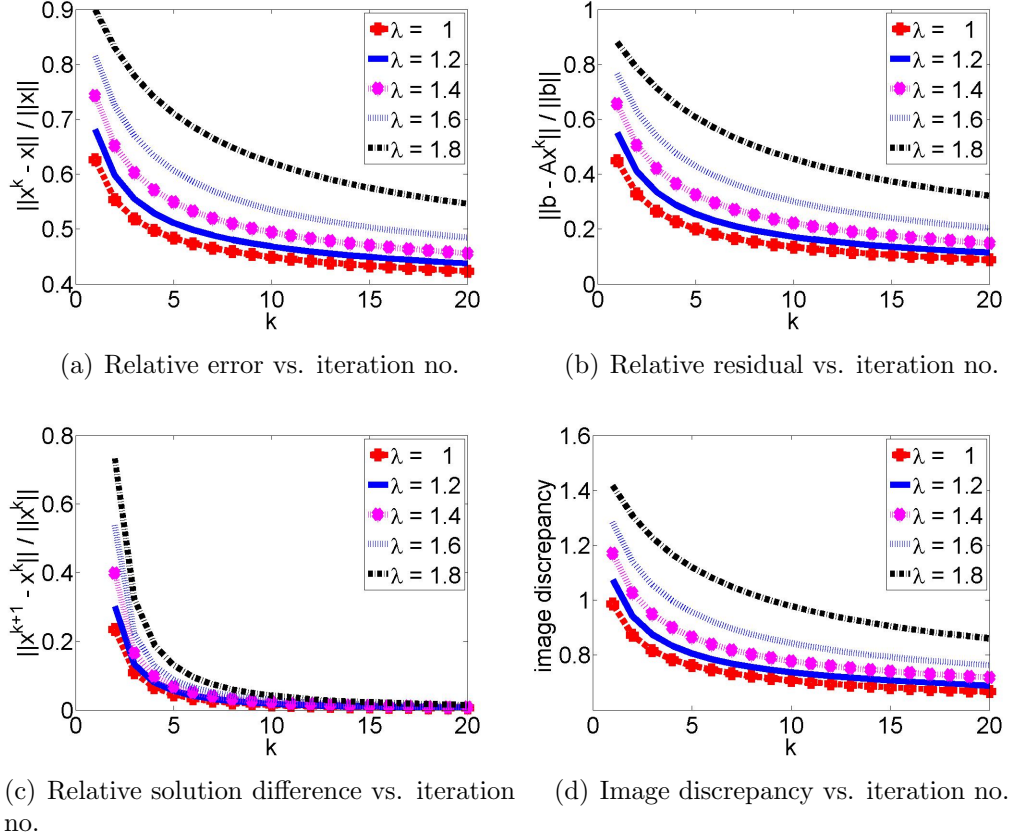 0.9
0.8
0.7
0.6
0.5
0.4
0
5
10
15
20
k
||x^k - x|| / ||x||
λ = 1
λ = 1.2
λ = 1.4
λ = 1.6
λ = 1.8
(a) Relative error vs. iteration no.
1
0.8
0.6
0.4
0.2
0
0
5
10
15
20
k
||b - Ax^k|| / ||b||
λ = 1
λ = 1.2
λ = 1.4
λ = 1.6
λ = 1.8
(b) Relative residual vs. iteration no.
0.8
0.6
0.4
0.2
0
0
5
10
15
20
k
||x^{k+1} - x^k|| / ||x^k||
λ = 1
λ = 1.2
λ = 1.4
λ = 1.6
λ = 1.8
(c) Relative solution difference vs. iteration
no.
1.6
1.4
1.2
1
0.8
0
5
10
15
20
k
image discrepancy
λ = 1
λ = 1.2
λ = 1.4
λ = 1.6
λ = 1.8
(d) Image discrepancy vs. iteration no.